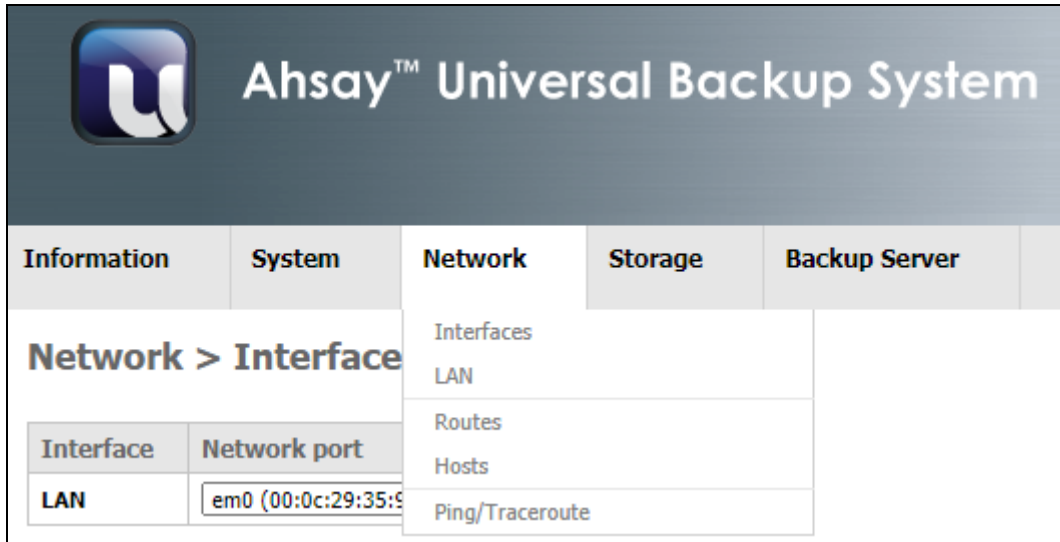 Ahsay™ Universal Backup System
Information System Network Storage Backup Server
Network > Interface
Interfaces
LAN
Routes
Hosts
Ping/Traceroute
Interface Network port
LAN em0 (00:0c:29:35:9